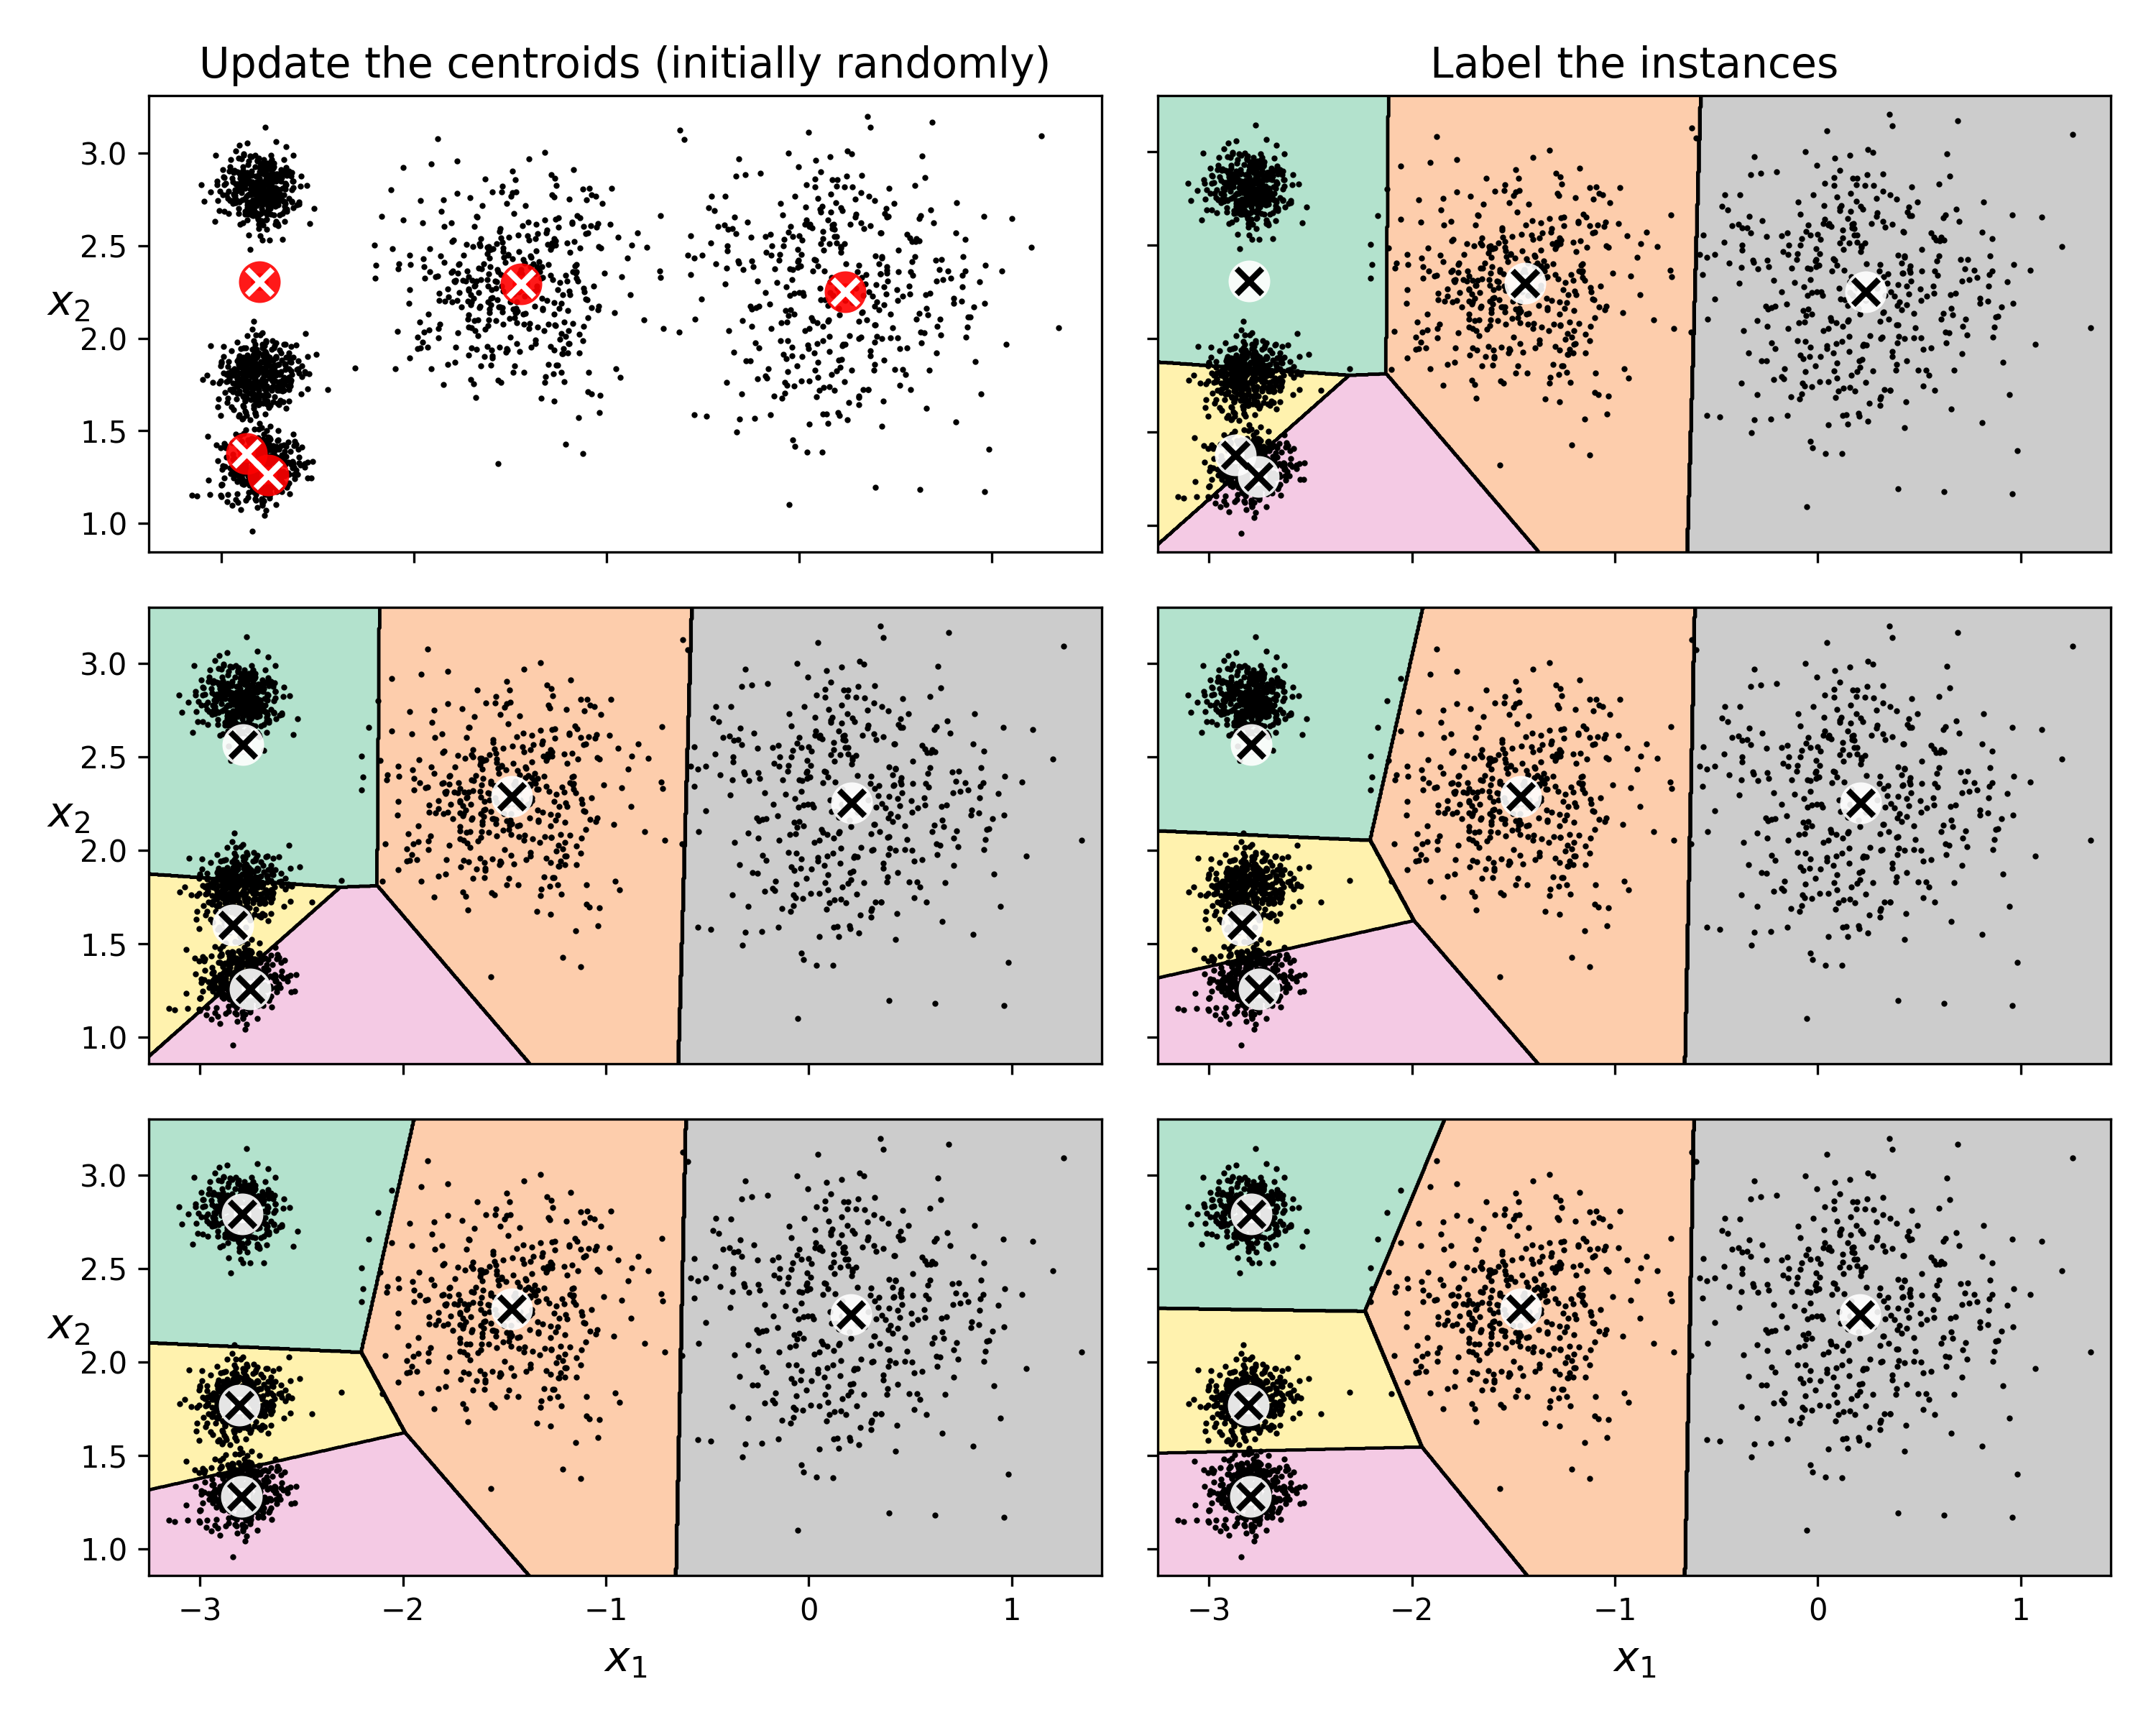 Update the centroids (initially randomly)
Label the instances
3.0
2.5
x₂
2.0
1.5
1.0
3.0
2.5
x₂
2.0
1.5
1.0
3.0
2.5
x₂
2.0
1.5
1.0
−3 −2 −1 0 1
−3 −2 −1 0 1
x₁
x₁